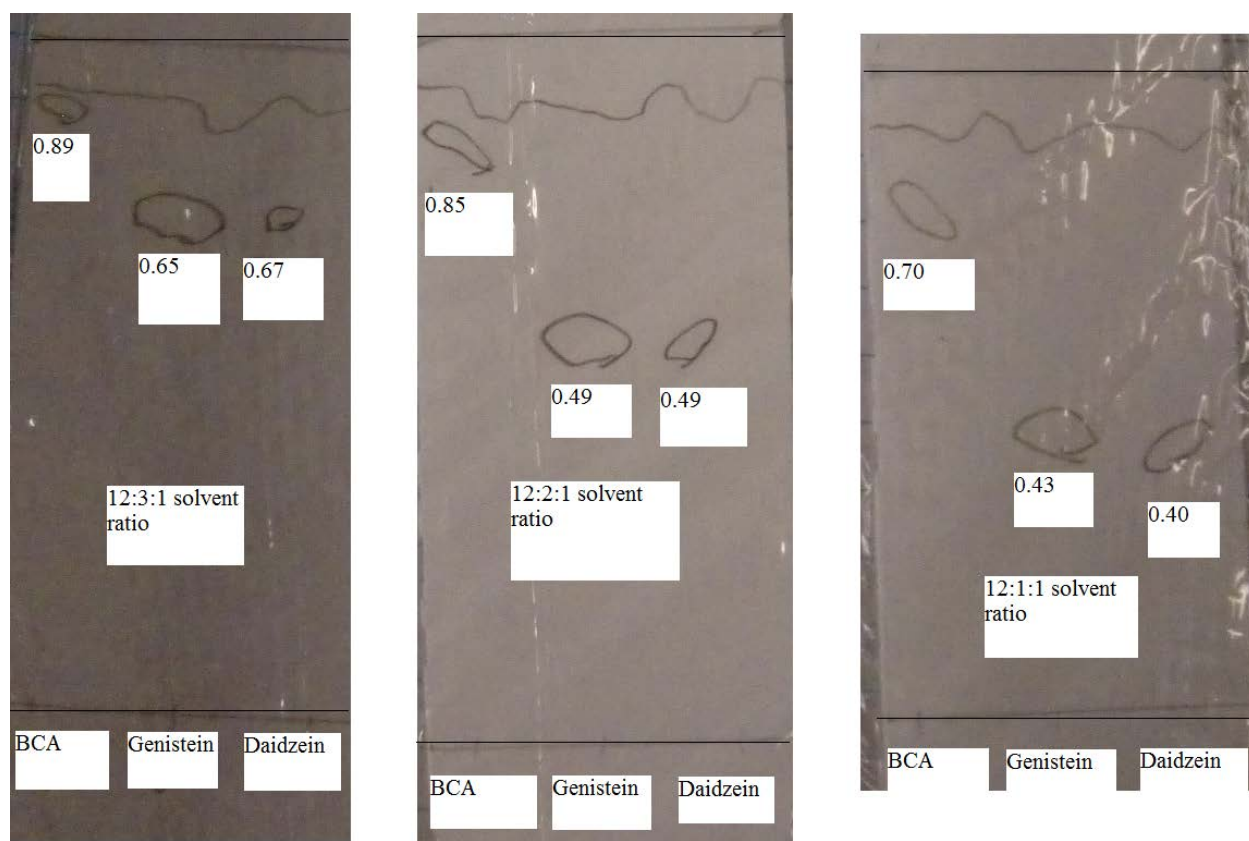 0.89
0.65
0.67
12:3:1 solvent
ratio
BCA
Genistein
Daidzein
0.85
0.49
0.49
12:2:1 solvent
ratio
BCA
Genistein
Daidzein
0.70
0.43
0.40
12:1:1 solvent
ratio
BCA
Genistein
Daidzein